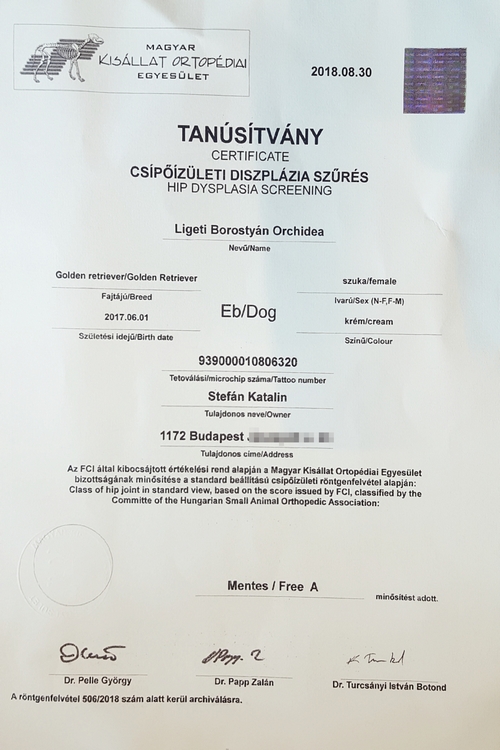 MAGYAR
KISÁLLAT ORTOPÉDIAI
EGYESÜLET
2018.08.30
TANÚSÍTVÁNY
CERTIFICATE
CSÍPŐÍZÜLETI DISZPLÁZIA SZŰRÉS
HIP DYSPLASIA SCREENING
Ligeti Borostyán Orchidea
Nevű/Name
Golden retriever/Golden Retriever
Fajtájú/Breed
szuka/female
Ivarú/Sex (N-F,F-M)
2017.06.01
Születési idejű/Birth date
Eb/Dog
krém/cream
Színű/Colour
939000010806320
Tetoválási/microchip száma/Tattoo number
Stefán Katalin
Tulajdonos neve/Owner
1172 Budapest
Tulajdonos címe/Address
Az FCI által kibocsájtott értékelési rend alapján a Magyar Kisállat Ortopédiai Egyesület
bizottságának minősítése a standard beállítású csípőízületi röntgenfelvétel alapján:
Class of hip joint in standard view, based on the score issued by FCI, classified by the
Committe of the Hungarian Small Animal Orthopedic Association:
Mentes / Free A
minősítést adott.
Dr. Pelle György
Dr. Papp Zalán
Dr. Turcsányi István Botond
A röntgenfelvétel 506/2018 szám alatt kerül archiválásra.